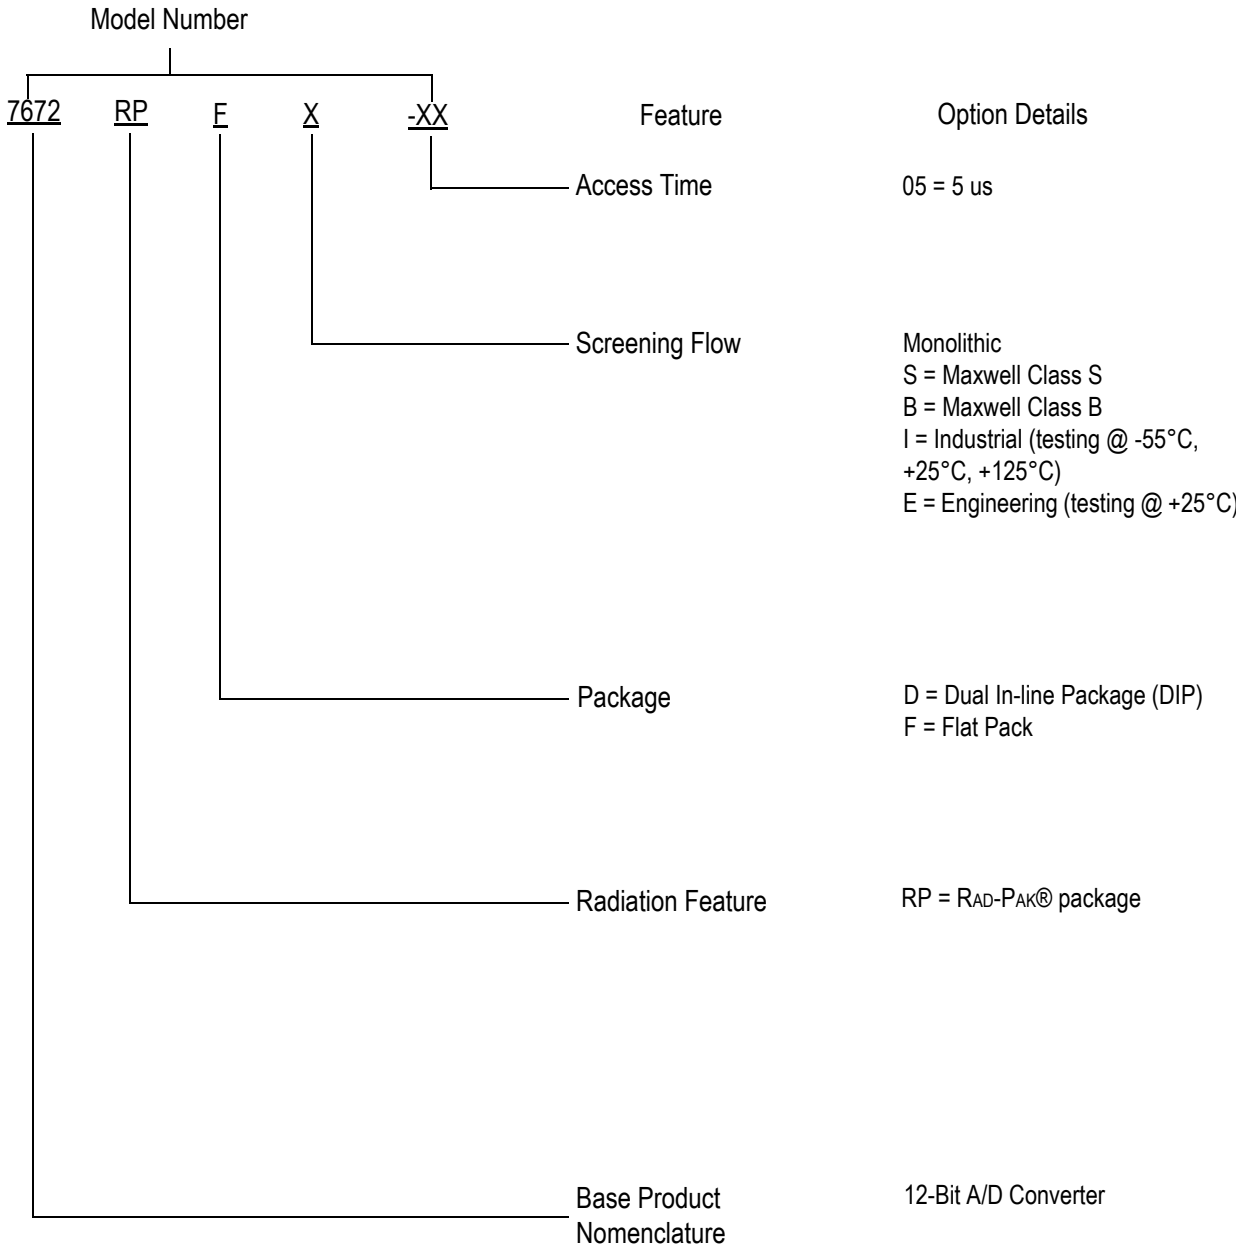 Model Number
7672 RP F X -XX Feature Option Details
Access Time 05 = 5 us
Screening Flow Monolithic
S = Maxwell Class S
B = Maxwell Class B
I = Industrial (testing @ -55°C,
+25°C, +125°C)
E = Engineering (testing @ +25°C)
Package D = Dual In-line Package (DIP)
F = Flat Pack
Radiation Feature RP = RAD-PAK® package
Base Product 12-Bit A/D Converter
Nomenclature